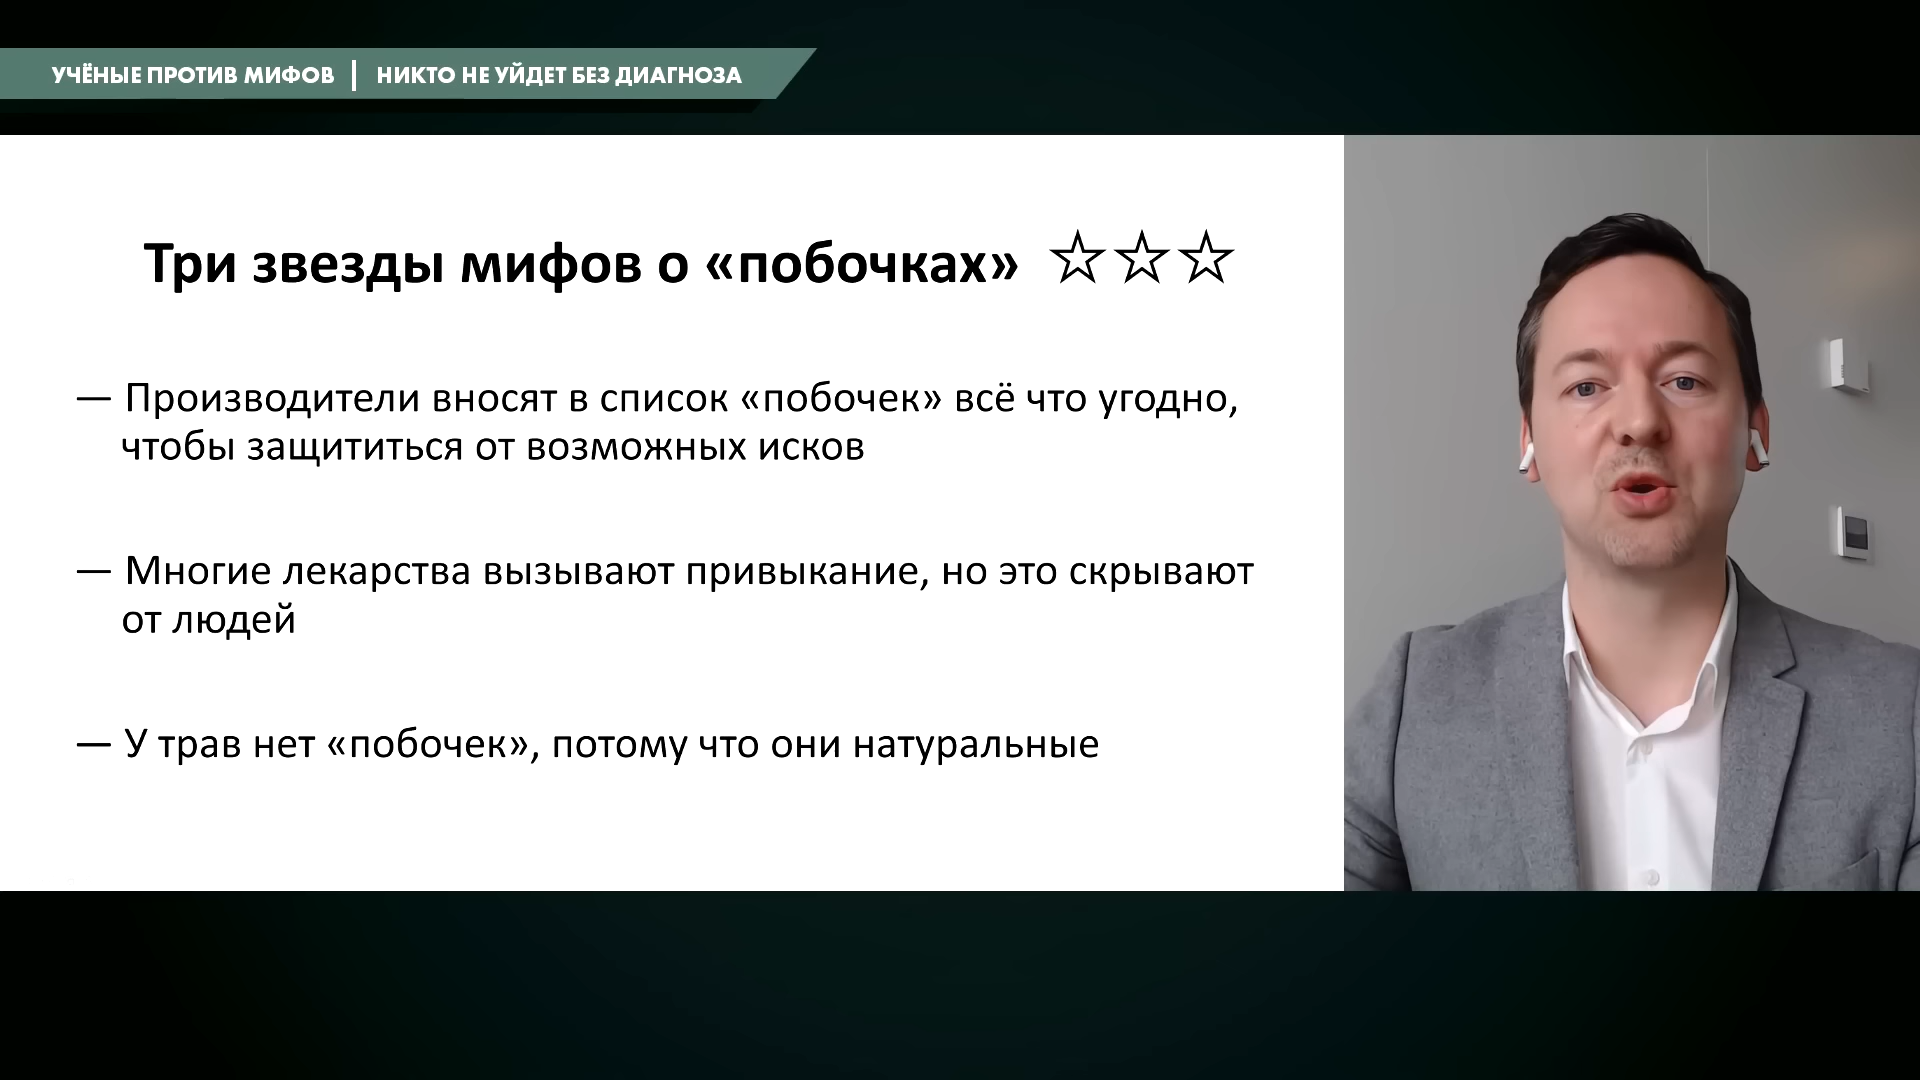 УЧЁНЫЕ ПРОТИВ МИФОВ | НИКТО НЕ УЙДЕТ БЕЗ ДИАГНОЗА
Три звезды мифов о «побочках» ☆☆☆
— Производители вносят в список «побочек» всё что угодно,
чтобы защититься от возможных исков
— Многие лекарства вызывают привыкание, но это скрывают
от людей
— У трав нет «побочек», потому что они натуральные